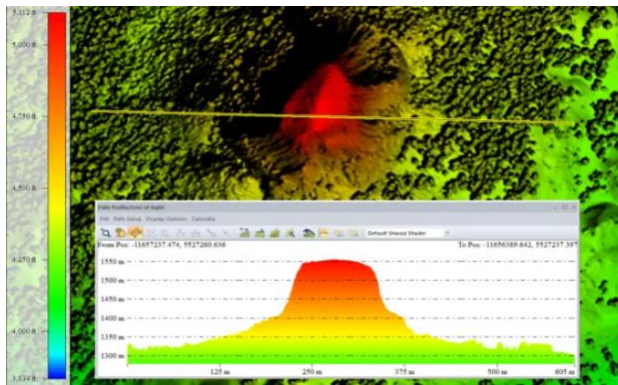 5,112 ft
5,000 ft
4,750 ft
4,500 ft
4,250 ft
4,000 ft
3,834 ft
Path Profile/Line of Sight
File Path Setup Display Options Calculate
Default Shared Shader
From Pos: -11657237.474, 5527260.636 To Pos: -11656389.642, 5527237.397
1550 m
1500 m
1450 m
1400 m
1350 m
1300 m
125 m 250 m 375 m 500 m 605 m